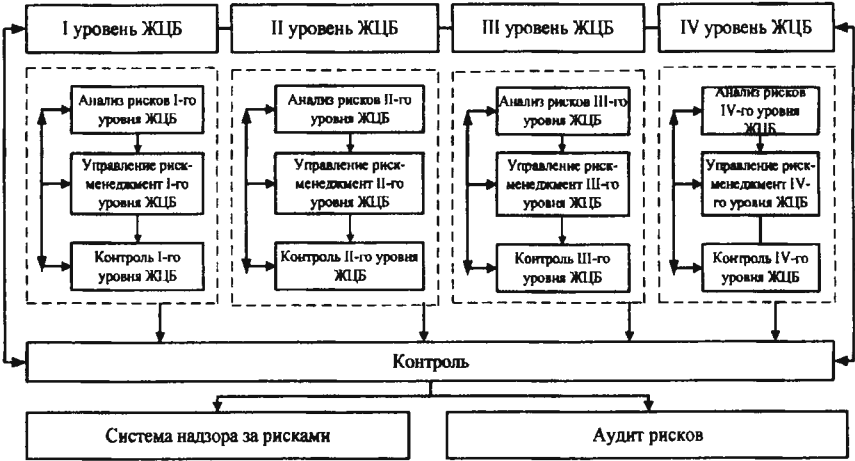 I уровень ЖЦБ
II уровень ЖЦБ
III уровень ЖЦБ
IV уровень ЖЦБ
Анализ рисков I-го
уровня ЖЦБ
Управление риск-
менеджмент I-го
уровня ЖЦБ
Контроль I-го
уровня ЖЦБ
Анализ рисков II-го
уровня ЖЦБ
Управление риск-
менеджмент II-го
уровня ЖЦБ
Контроль II-го уровня
ЖЦБ
Анализ рисков III-го
уровня ЖЦБ
Управление риск-
менеджмент III-го
уровня ЖЦБ
Контроль III-го
уровня ЖЦБ
Анализ рисков
IV-го уровня
ЖЦБ
Управление риск-
менеджмент IV-
го уровня ЖЦБ
Контроль IV-го
уровня ЖЦБ
Контроль
Система надзора за рисками
Аудит рисков